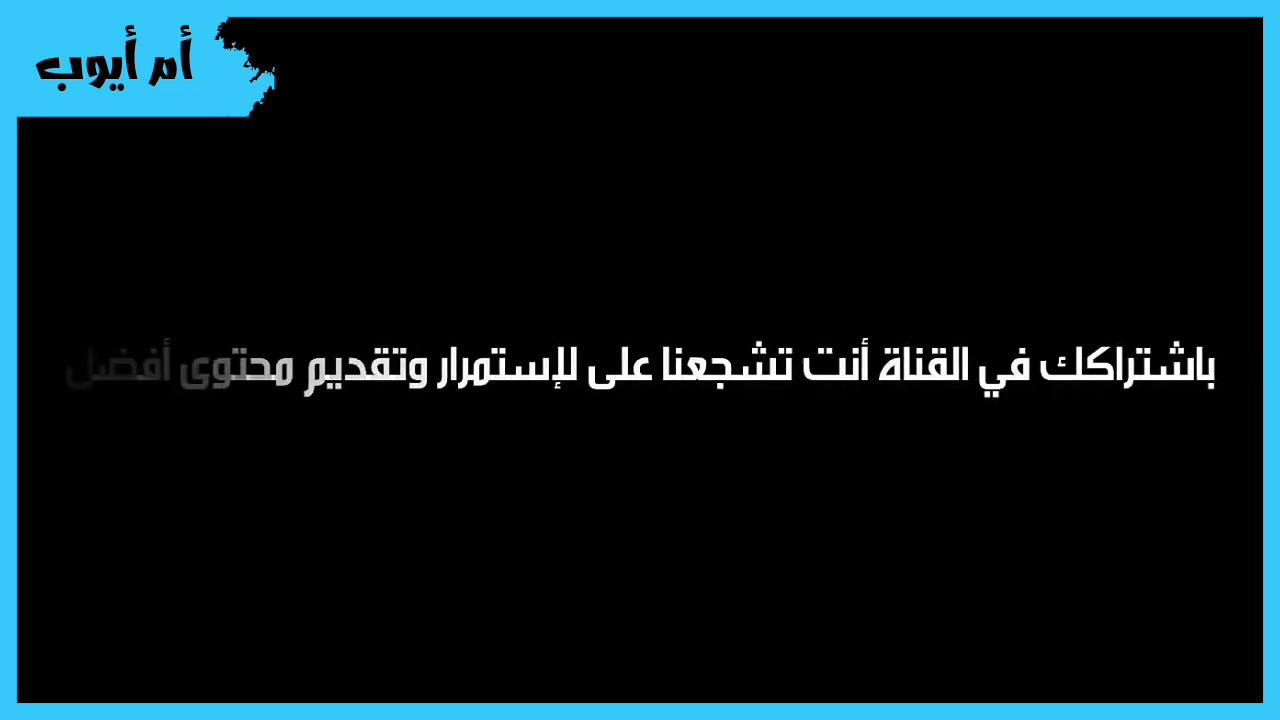 أم أيوب
باشتراكك في القناة أنت تشجعنا على لإستمرار وتقديم محتوى أفضل